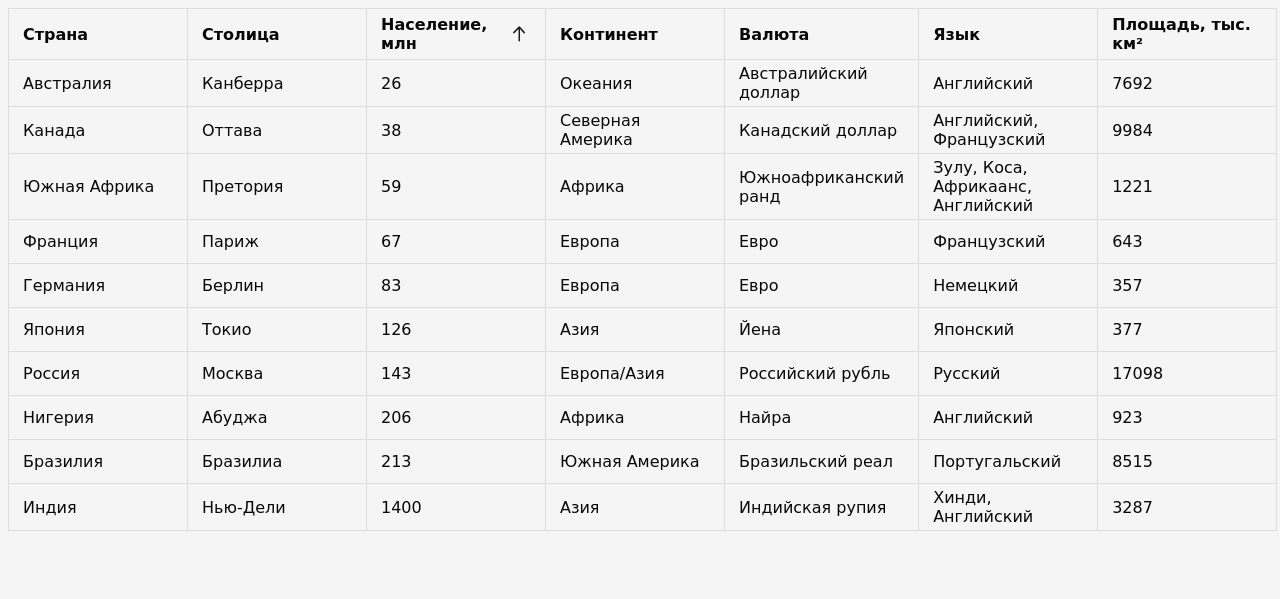 Страна Столица Население, млн Континент Валюта Язык Площадь, тыс. км²
Австралия Канберра 26 Океания Австралийский доллар Английский 7692
Канада Оттава 38 Северная Америка Канадский доллар Английский, Французский 9984
Южная Африка Претория 59 Африка Южноафриканский ранд Зулу, Коса, Африкаанс, Английский 1221
Франция Париж 67 Европа Евро Французский 643
Германия Берлин 83 Европа Евро Немецкий 357
Япония Токио 126 Азия Йена Японский 377
Россия Москва 143 Европа/Азия Российский рубль Русский 17098
Нигерия Абуджа 206 Африка Найра Английский 923
Бразилия Бразилиа 213 Южная Америка Бразильский реал Португальский 8515
Индия Нью-Дели 1400 Азия Индийская рупия Хинди, Английский 3287